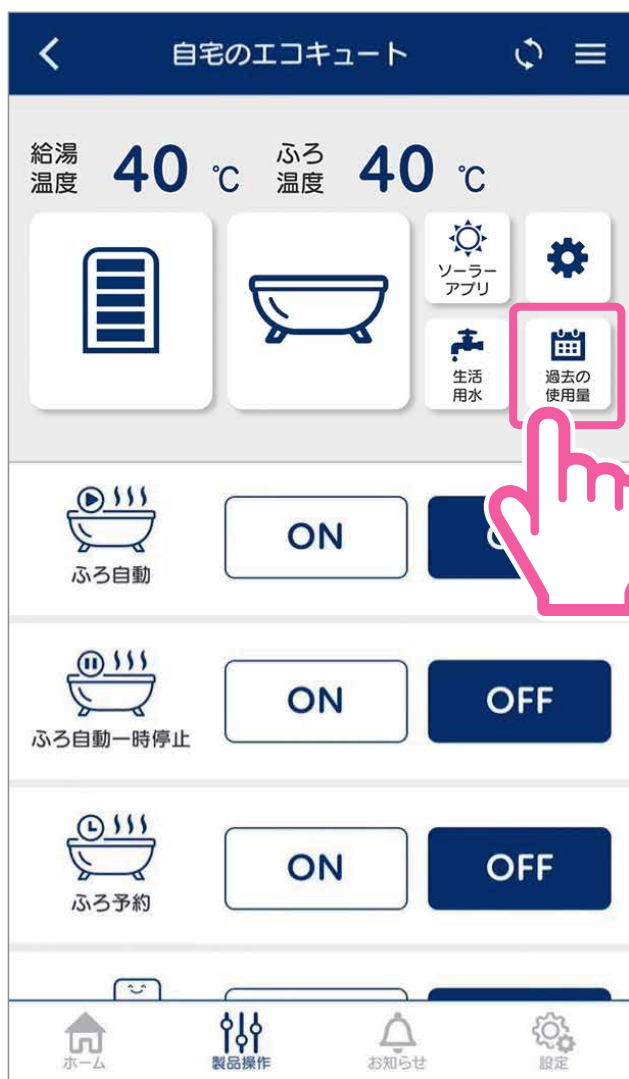 自宅のエコキュート
給湯
温度
40 ℃
ふろ
温度
40 ℃
ソーラー
アプリ
生活
用水
過去の
使用量
ON
ふろ自動
ON OFF
ふろ自動一時停止
ON OFF
ふろ予約
ホーム
製品操作
お知らせ
設定